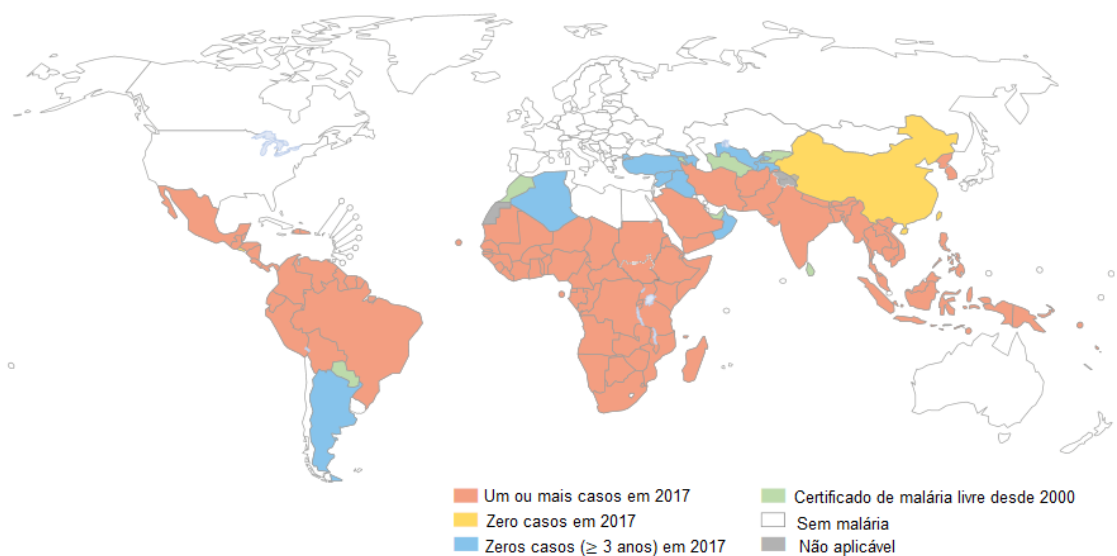 Um ou mais casos em 2017
Zero casos em 2017
Zeros casos (≥ 3 anos) em 2017
Certificado de malária livre desde 2000
Sem malária
Não aplicável